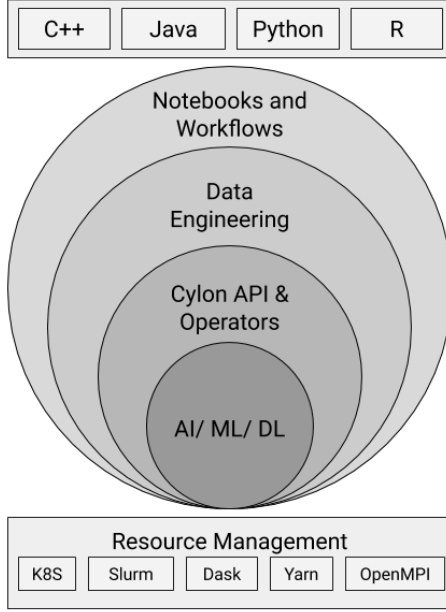 C++ Java Python R
Notebooks and
Workflows
Data
Engineering
Cylon API &
Operators
AI/ ML/ DL
Resource Management
K8S Slurm Dask Yarn OpenMPI